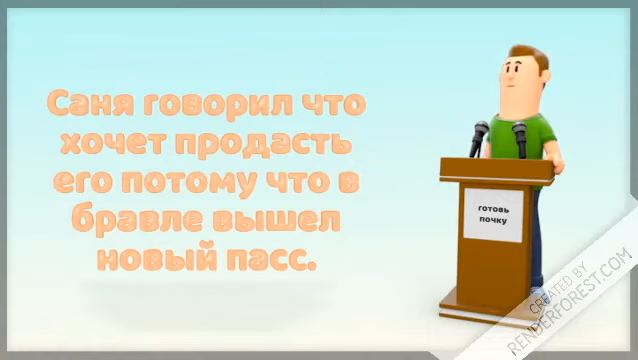 Саня говорил что
хочет продасть
его потому что в
бравле вышел
новый пасс.
готовь
почку
CREATED BY
RENDERFOREST.COM